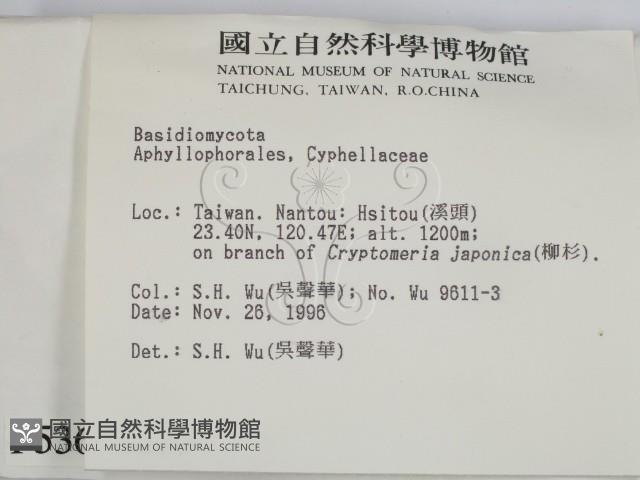 國立自然科學博物館
NATIONAL MUSEUM OF NATURAL SCIENCE
TAICHUNG, TAIWAN, R.O.CHINA
Basidiomycota
Aphyllophorales, Cyphellaceae
Loc.: Taiwan. Nantou: Hsitou(溪頭)
23.40N, 120.47E; alt. 1200m;
on branch of Cryptomeria japonica(柳杉).
Col.: S.H. Wu(吳聲華); No. Wu 9611-3
Date: Nov. 26, 1996
Det.: S.H. Wu(吳聲華)
國立自然科學博物館
NATIONAL MUSEUM OF NATURAL SCIENCE